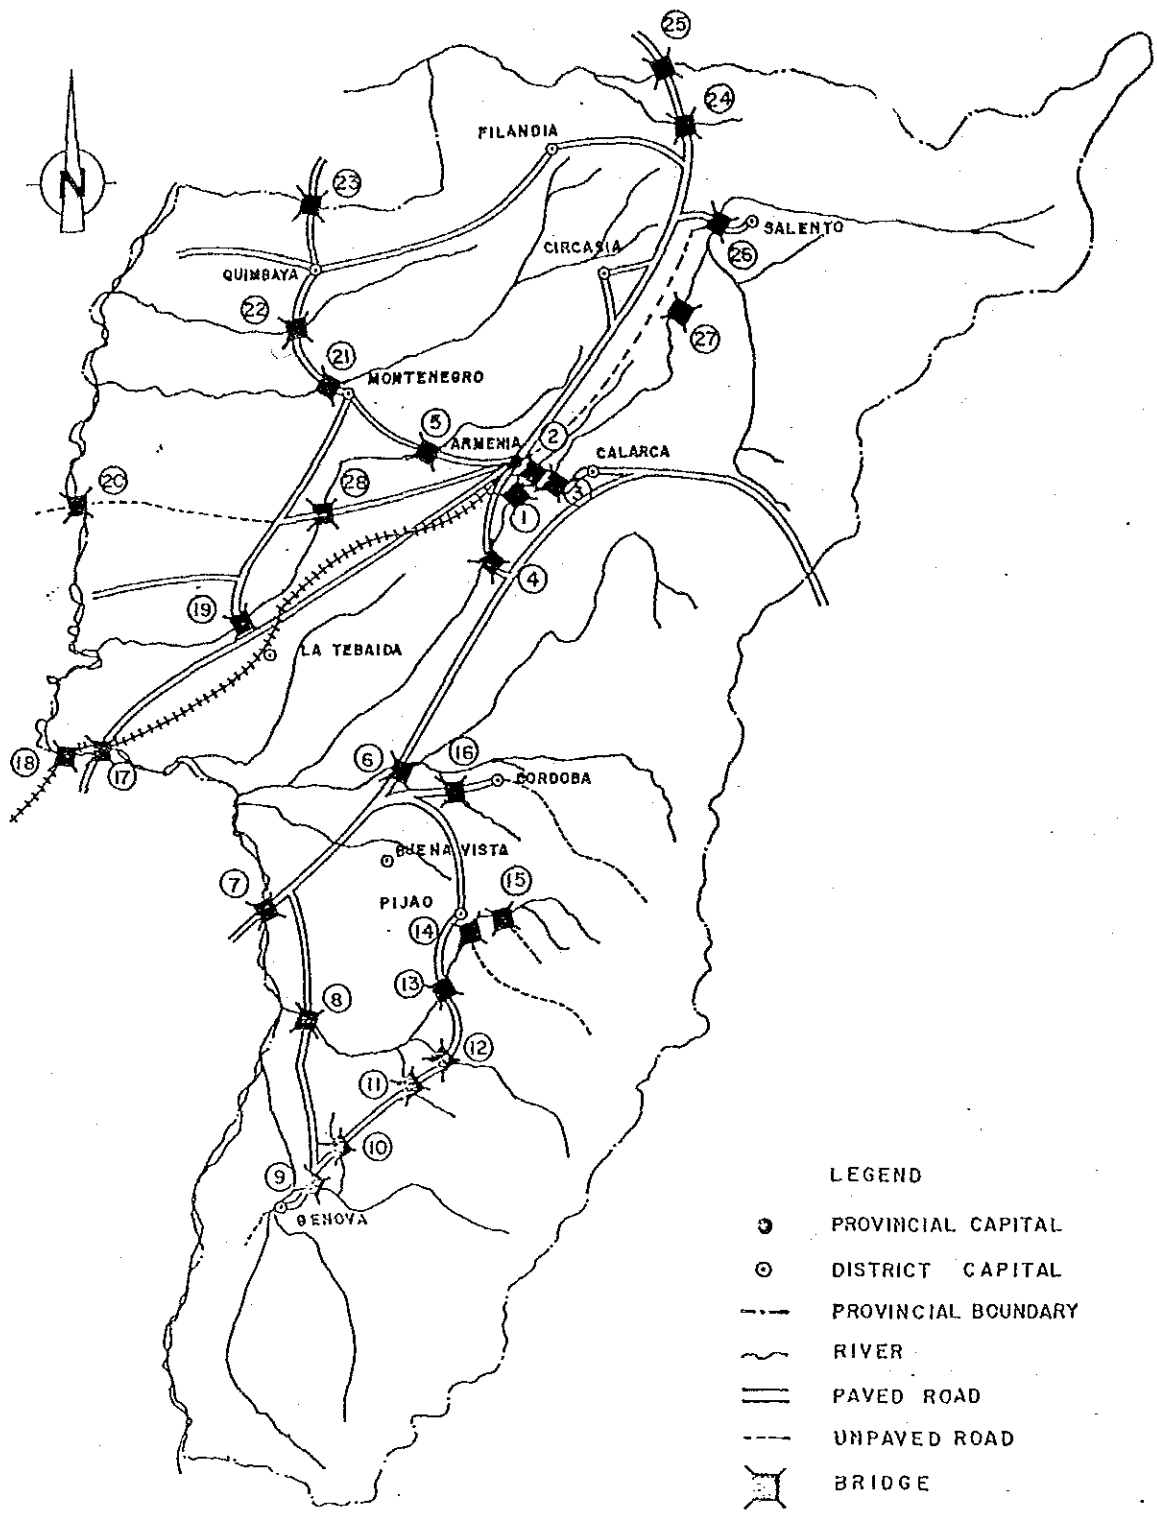 25
24
FILANDIA
N
23
SALENTO
CIRCASIA
26
QUIMBAYA
22
27
21
MONTENEGRO
5
ARMENIA
2
CALARCA
20
28
3
1
4
19
LA TEBAIDA
18
17
6
16
CORDOBA
BUENA VISTA
7
15
PIJAO
14
13
8
12
11
10
9
GENOVA
LEGEND
PROVINCIAL CAPITAL
DISTRICT CAPITAL
PROVINCIAL BOUNDARY
RIVER
PAVED ROAD
UNPAVED ROAD
BRIDGE